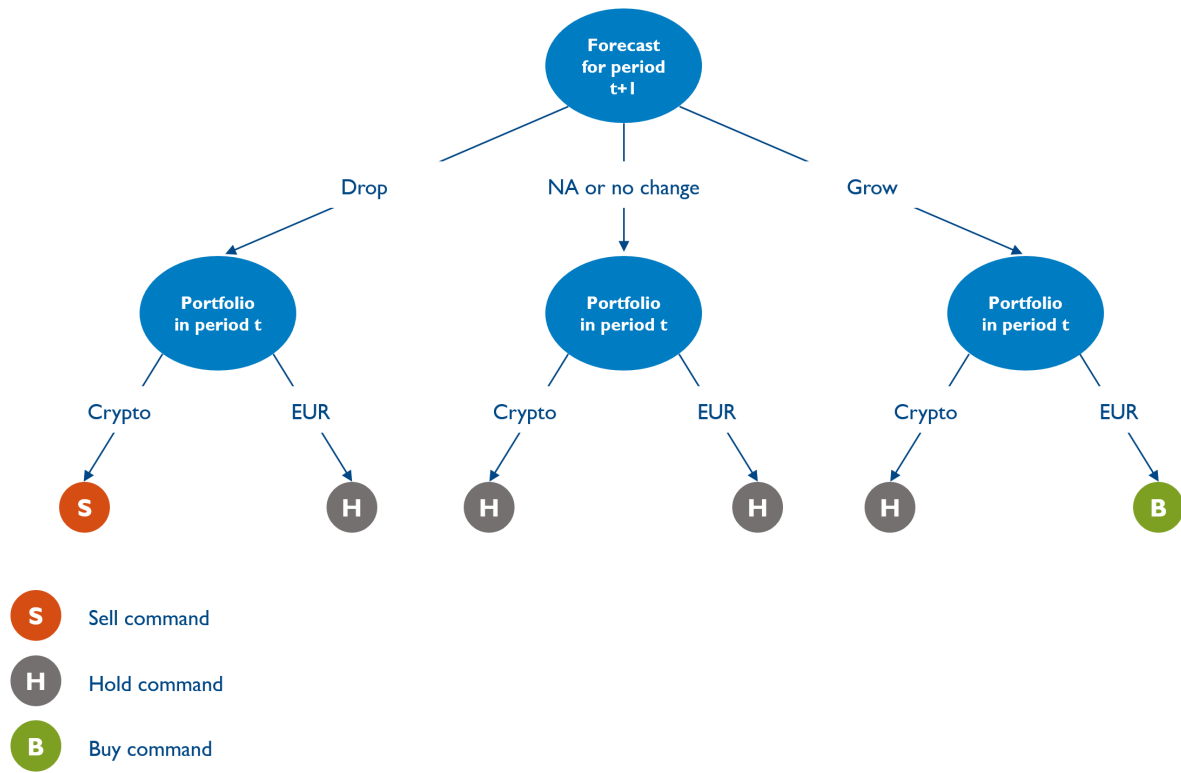 Forecast
for period
t+1
Drop
NA or no change
Grow
Portfolio
in period t
Portfolio
in period t
Portfolio
in period t
Crypto
EUR
Crypto
EUR
Crypto
EUR
S
H
H
H
H
B
S
Sell command
H
Hold command
B
Buy command